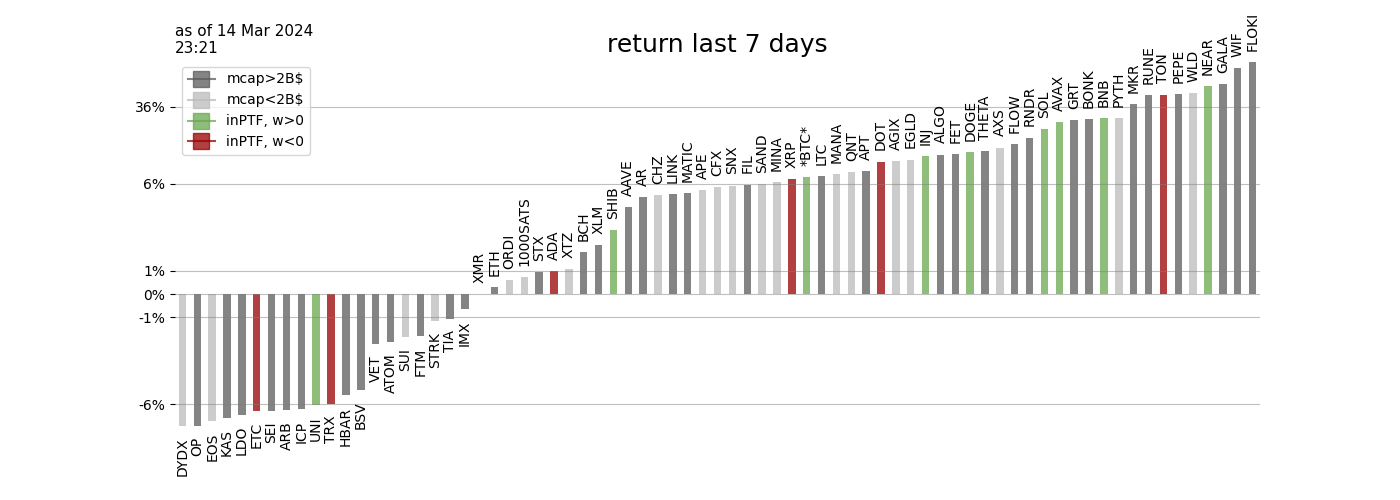 as of 14 Mar 2024
23:21
return last 7 days
mcap>2B$
mcap<2B$
inPTF, w>0
inPTF, w<0
36%
6%
1%
0%
-1%
-6%
DYDX
OP
EOS
KAS
LDO
ETC
SEI
ARB
ICP
UNI
TRX
HBAR
BSV
VET
ATOM
SUI
FTM
STRK
TIA
IMX
XMR
ETH
ORDI
1000SATS
STX
ADA
XTZ
BCH
XLM
SHIB
AAVE
AR
CHZ
LINK
MATIC
APE
CFX
SNX
FIL
SAND
MINA
XRP
*BTC*
LTC
MANA
QNT
APT
DOT
AGIX
EGLD
INJ
ALGO
FET
DOGE
THETA
AXS
FLOW
RNDR
SOL
AVAX
GRT
BONK
BNB
PYTH
MKR
RUNE
TON
PEPE
WLD
NEAR
GALA
WIF
FLOKI